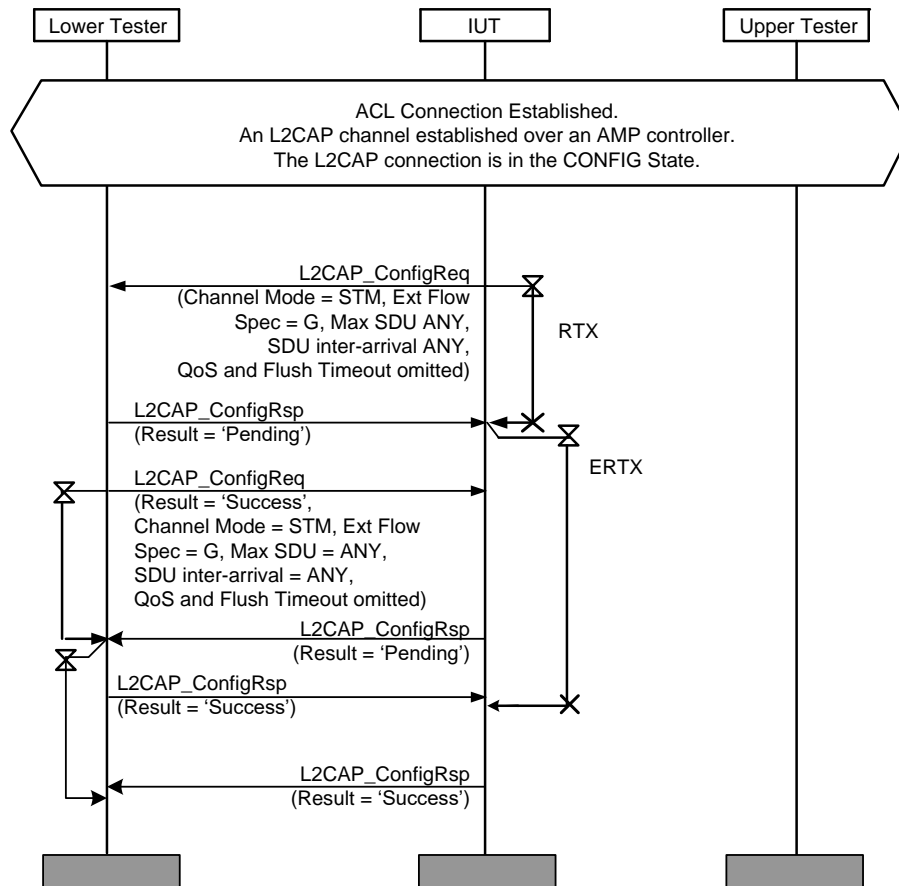 Lower Tester
IUT
Upper Tester
ACL Connection Established.
An L2CAP channel established over an AMP controller.
The L2CAP connection is in the CONFIG State.
L2CAP_ConfigReq
(Channel Mode = STM, Ext Flow
Spec = G, Max SDU ANY,
SDU inter-arrival ANY,
QoS and Flush Timeout omitted)
RTX
L2CAP_ConfigRsp
(Result = ‘Pending’)
ERTX
L2CAP_ConfigReq
(Result = ‘Success’,
Channel Mode = STM, Ext Flow
Spec = G, Max SDU = ANY,
SDU inter-arrival = ANY,
QoS and Flush Timeout omitted)
L2CAP_ConfigRsp
(Result = ‘Pending’)
L2CAP_ConfigRsp
(Result = ‘Success’)
L2CAP_ConfigRsp
(Result = ‘Success’)